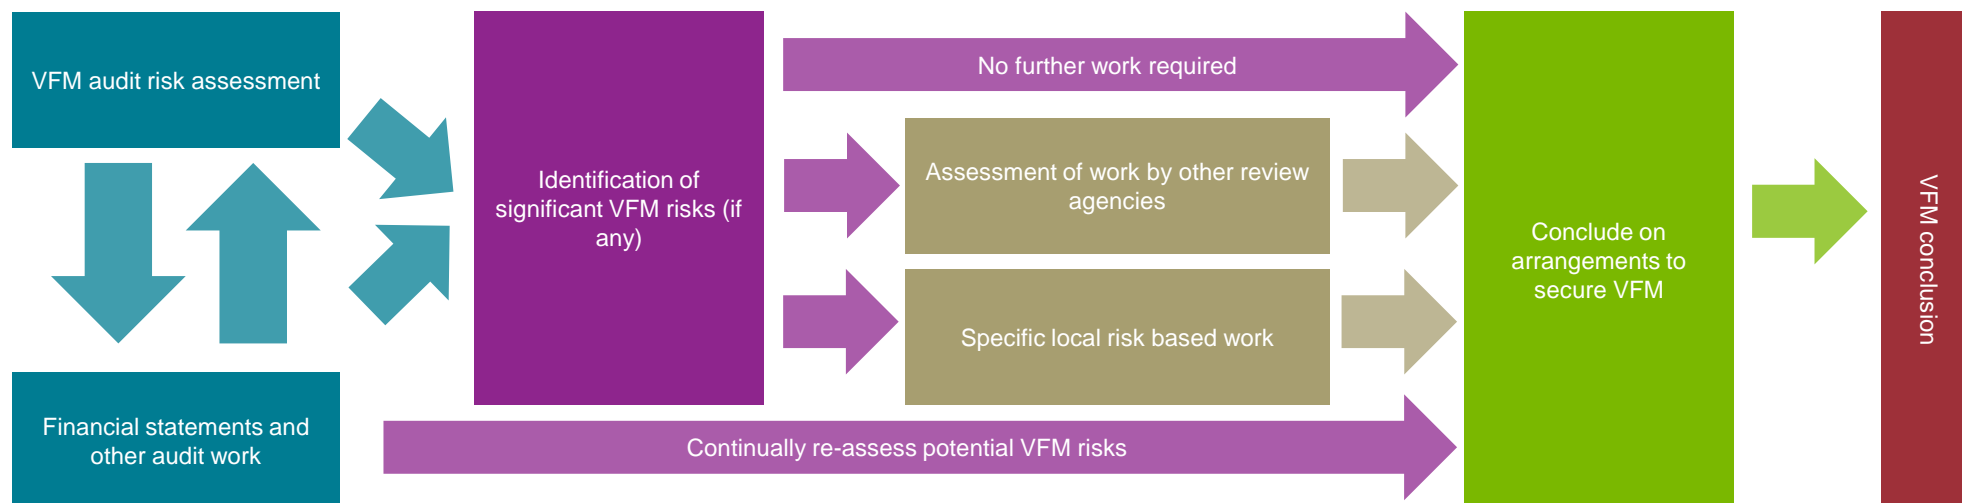 VFM audit risk assessment
Financial statements and
other audit work
Identification of
significant VFM risks (if
any)
No further work required
Assessment of work by other review
agencies
Specific local risk based work
Continually re-assess potential VFM risks
Conclude on
arrangements to
secure VFM
VFM conclusion